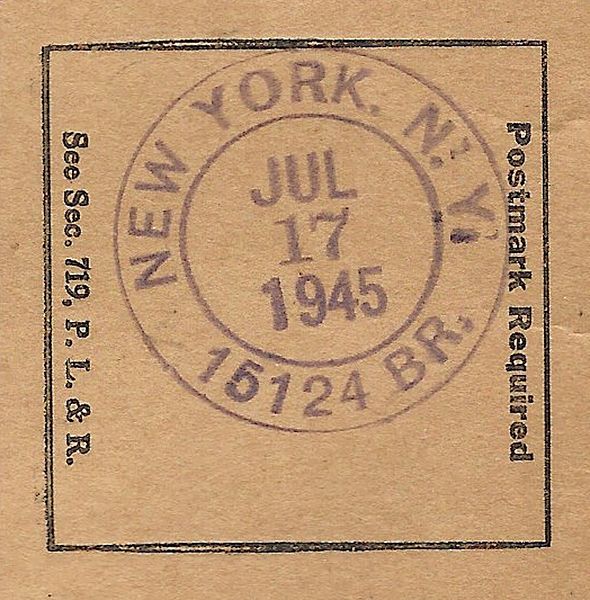 Postmark Required
See Sec. 719, P. L. & R.
NEW YORK. N. Y.
JUL
17
1945
15124 BR.